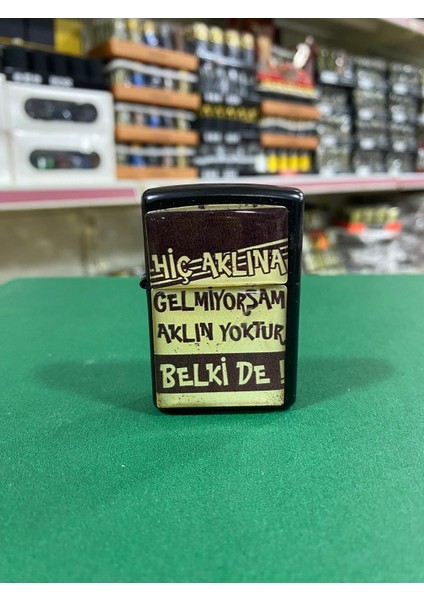 HİÇ AKLINA
GELMİYORSAM
AKLIN YOKTUR
BELKİ DE !